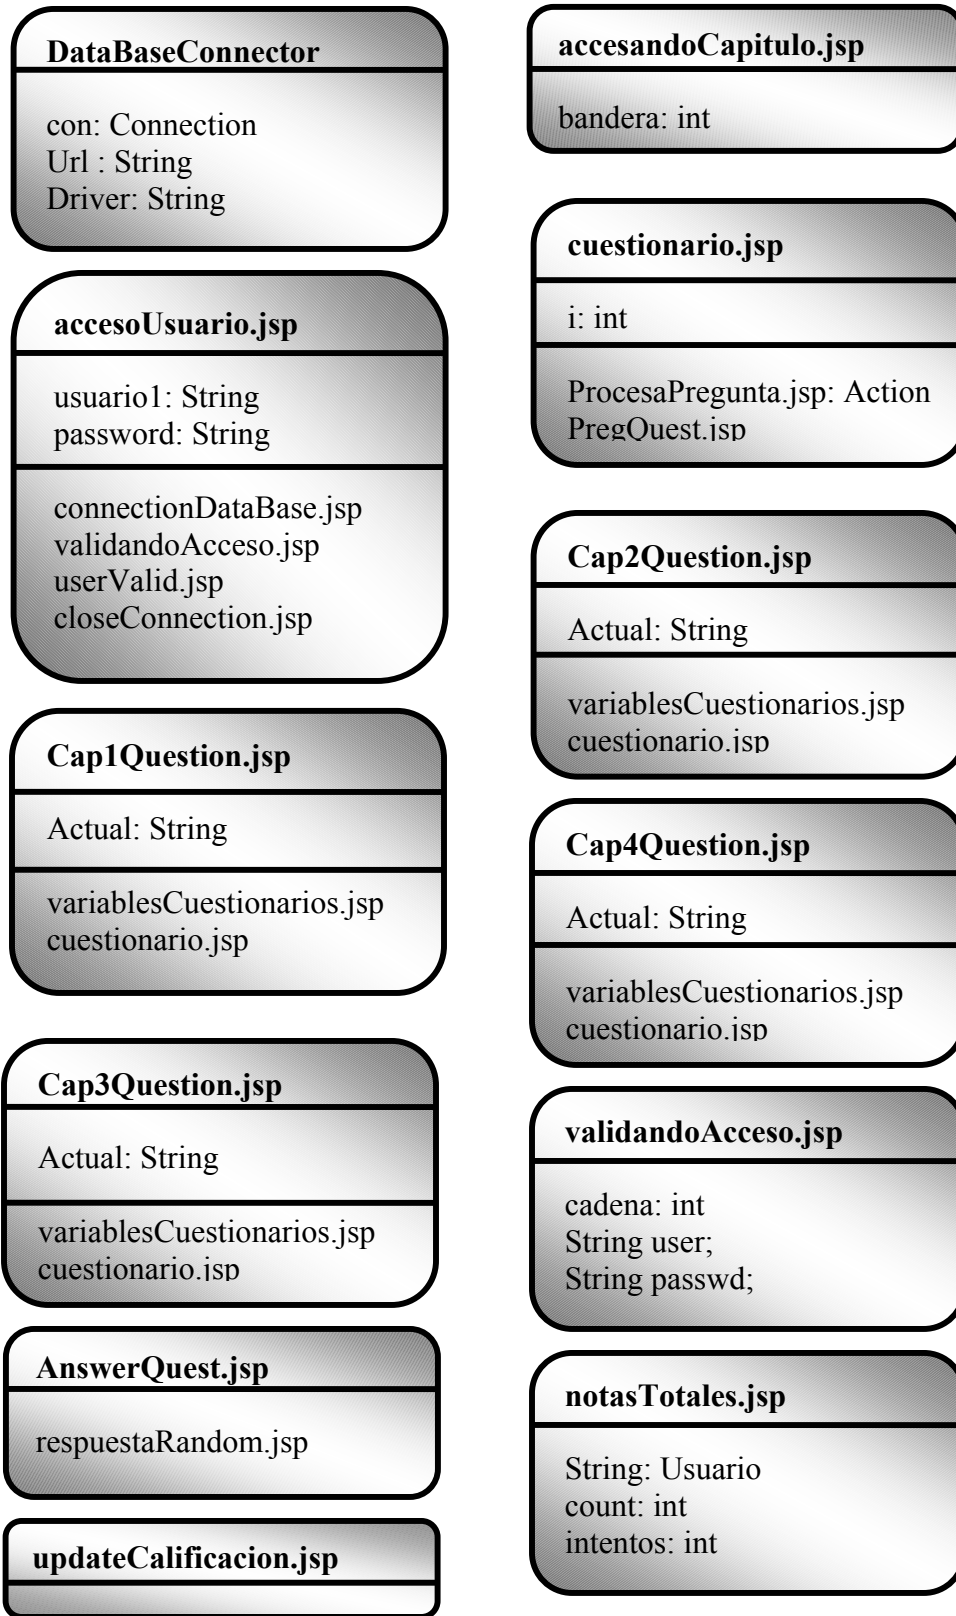 DataBaseConnector
con: Connection
Url : String
Driver: String
accesoUsuario.jsp
usuario1: String
password: String
connectionDataBase.jsp
validandoAcceso.jsp
userValid.jsp
closeConnection.jsp
Cap1Question.jsp
Actual: String
variablesCuestionarios.jsp
cuestionario.jsp
Cap3Question.jsp
Actual: String
variablesCuestionarios.jsp
cuestionario.jsp
AnswerQuest.jsp
respuestaRandom.jsp
updateCalificacion.jsp
accesandoCapitulo.jsp
bandera: int
cuestionario.jsp
i: int
ProcesaPregunta.jsp: Action
PregQuest.jsp
Cap2Question.jsp
Actual: String
variablesCuestionarios.jsp
cuestionario.jsp
Cap4Question.jsp
Actual: String
variablesCuestionarios.jsp
cuestionario.jsp
validandoAcceso.jsp
cadena: int
String user;
String passwd;
notasTotales.jsp
String: Usuario
count: int
intentos: int